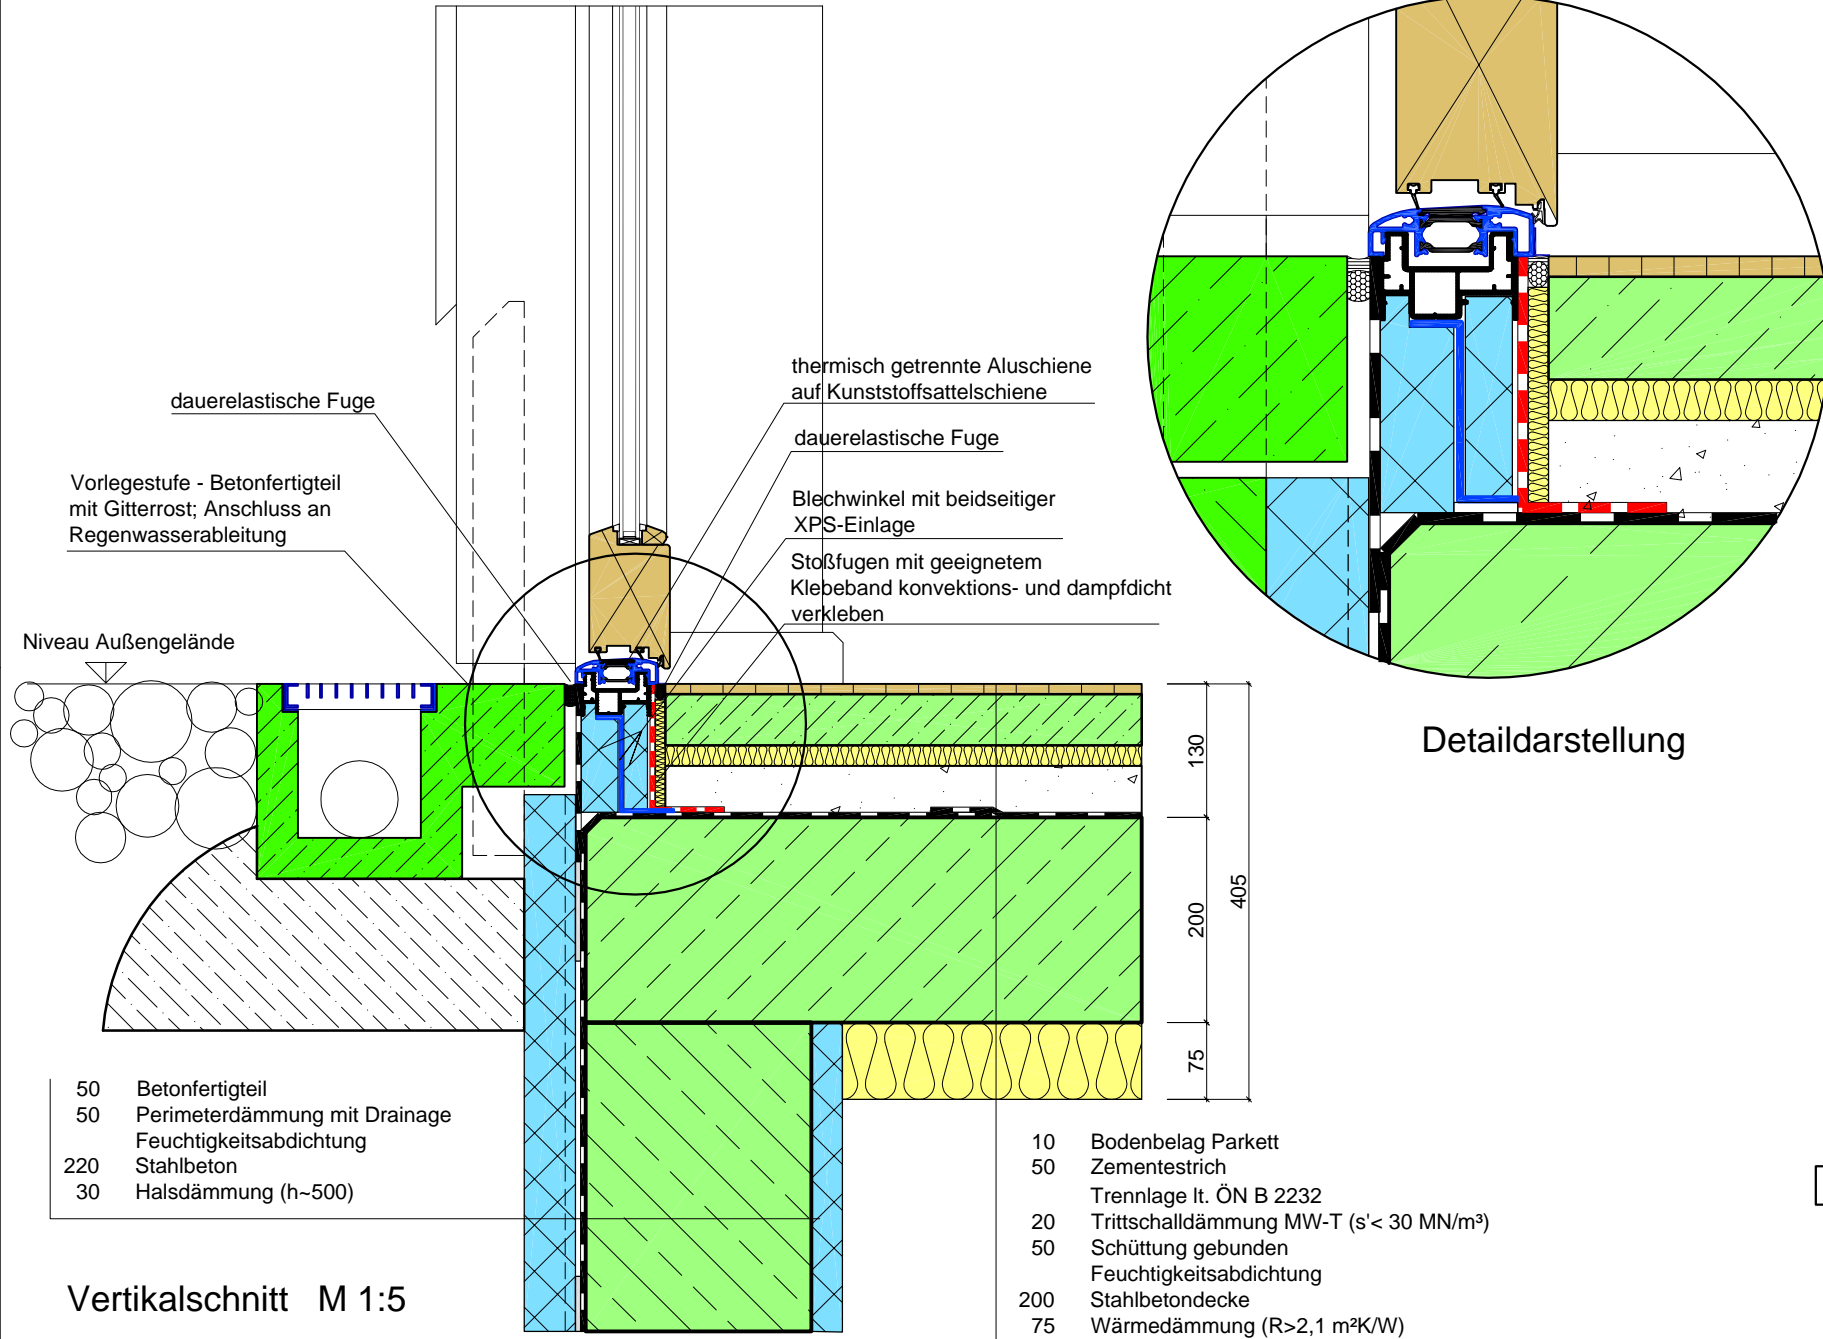 thermisch getrennte Aluschiene
auf Kunststoffsattelschiene
dauerelastische Fuge
dauerelastische Fuge
Vorlegestufe - Betonfertigteil
mit Gitterrost; Anschluss an
Regenwasserableitung
Blechwinkel mit beidseitiger
XPS-Einlage
Stoßfugen mit geeignetem
Klebeband konvektions- und dampfdicht
verkleben
Niveau Außengelände
Detaildarstellung
130
405
200
75
50 Betonfertigteil
50 Perimeterdämmung mit Drainage
Feuchtigkeitsabdichtung
220 Stahlbeton
30 Halsdämmung (h~500)
10 Bodenbelag Parkett
50 Zementestrich
Trennlage lt. ÖN B 2232
20 Trittschalldämmung MW-T (s'< 30 MN/m³)
50 Schüttung gebunden
Feuchtigkeitsabdichtung
200 Stahlbetondecke
75 Wärmedämmung (R>2,1 m²K/W)
Vertikalschnitt M 1:5